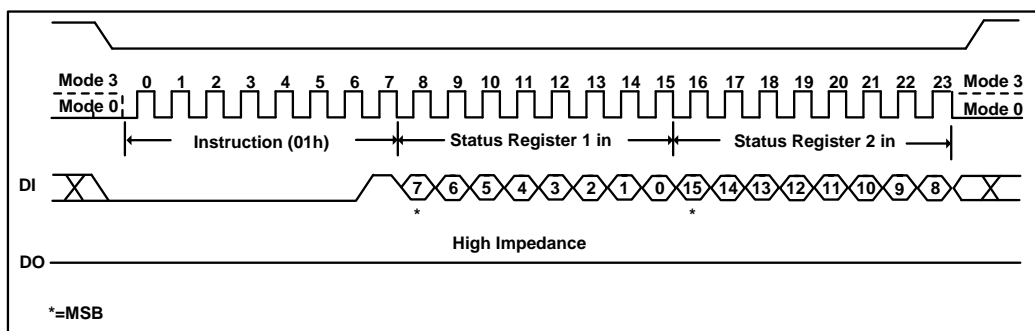 Mode 3 0 1 2 3 4 5 6 7 8 9 10 11 12 13 14 15 16 17 18 19 20 21 22 23 Mode 3
Mode 0 Mode 0
Instruction (01h) Status Register 1 in Status Register 2 in
DI 7 6 5 4 3 2 1 0 15 14 13 12 11 10 9 8
* *
High Impedance
DO
*=MSB